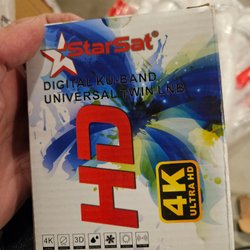 StarSat®
DIGITAL KU-BAND
UNIVERSAL TWIN LNB
HD
4K
ULTRA HD
4K 3D